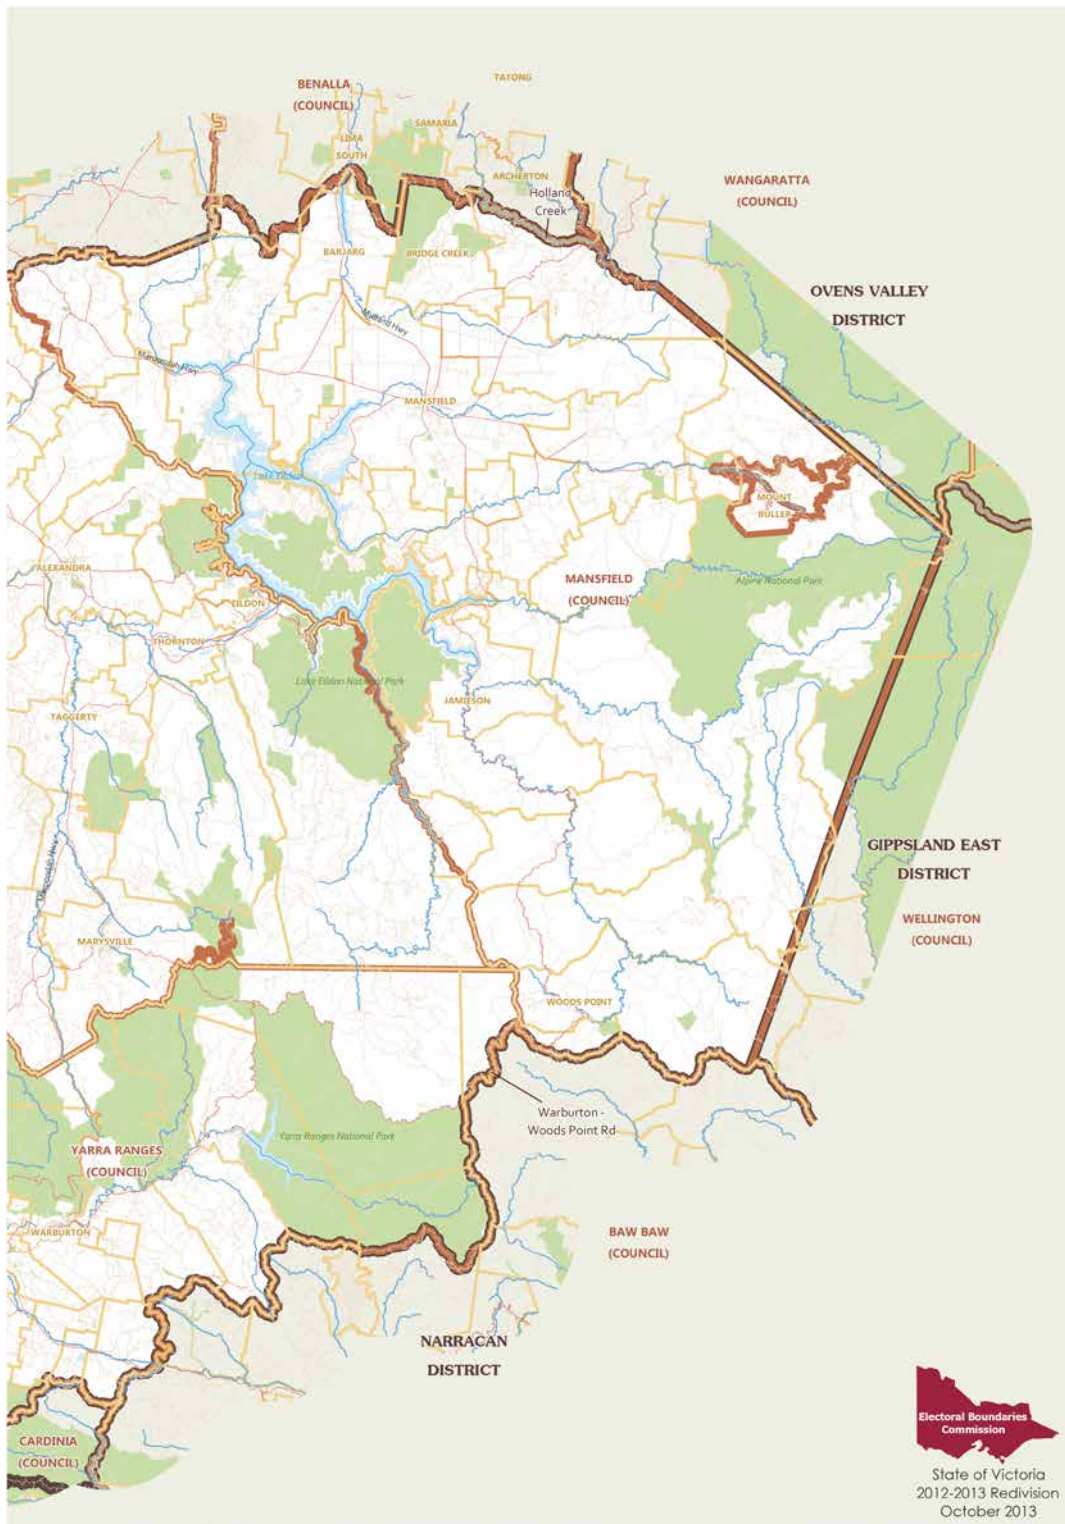 TATONG
BENALLA
(COUNCIL)
SAMARIA
LIMA
SOUTH
ARCHERTON
WANGARATTA
(COUNCIL)
Holland
Creek
BARJARG
BRIDGE CREEK
OVENS VALLEY
DISTRICT
Midland Hwy
Maroondah Hwy
MANSFIELD
Lake Eildon
MOUNT
BULLER
ALEXANDRA
MANSFIELD
(COUNCIL)
Alpine National Park
EILDON
THORNTON
Lake Eildon National Park
JAMIESON
TAGGERTY
Maroondah Hwy
GIPPSLAND EAST
DISTRICT
WELLINGTON
(COUNCIL)
MARYSVILLE
WOODS POINT
Warburton -
Woods Point Rd
Yarra Ranges National Park
YARRA RANGES
(COUNCIL)
WARBURTON
BAW BAW
(COUNCIL)
NARRACAN
DISTRICT
CARDINIA
(COUNCIL)
Electoral Boundaries
Commission
State of Victoria
2012-2013 Redivision
October 2013